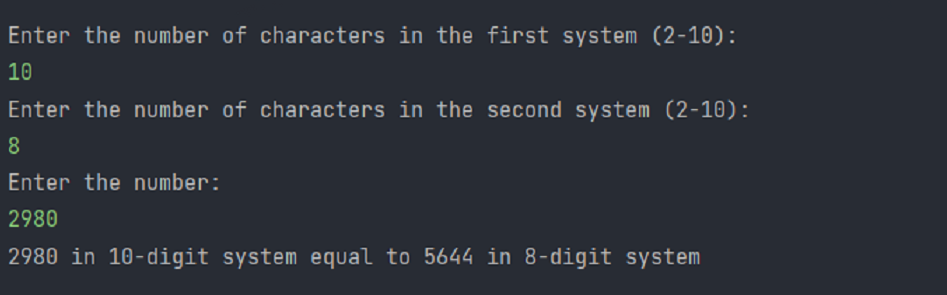 Enter the number of characters in the first system (2-10):
10
Enter the number of characters in the second system (2-10):
8
Enter the number:
2980
2980 in 10-digit system equal to 5644 in 8-digit system